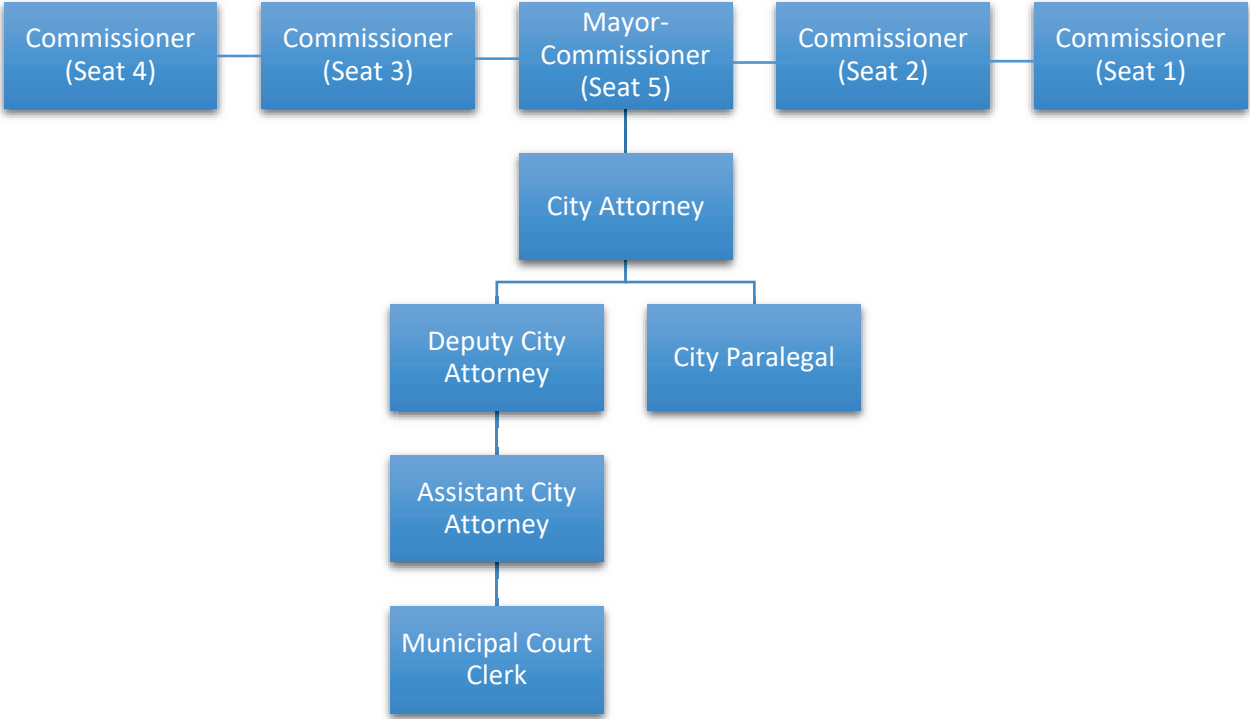 Commissioner
(Seat 4)
Commissioner
(Seat 3)
Mayor-
Commissioner
(Seat 5)
Commissioner
(Seat 2)
Commissioner
(Seat 1)
City Attorney
Deputy City
Attorney
City Paralegal
Assistant City
Attorney
Municipal Court
Clerk